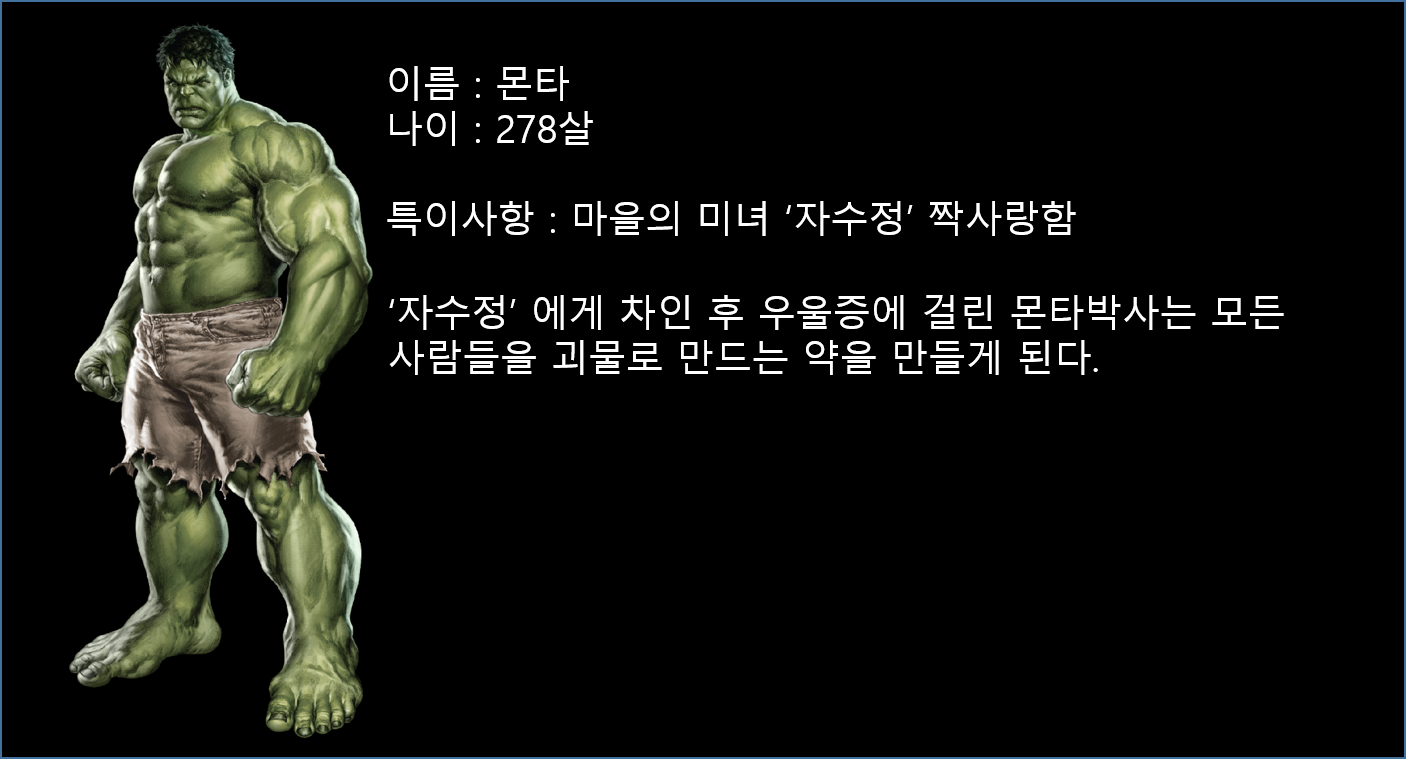 이름 : 몬타
나이 : 278살
특이사항 : 마을의 미녀 ‘자수정’ 짝사랑함
‘자수정’ 에게 차인 후 우울증에 걸린 몬타박사는 모든
사람들을 괴물로 만드는 약을 만들게 된다.